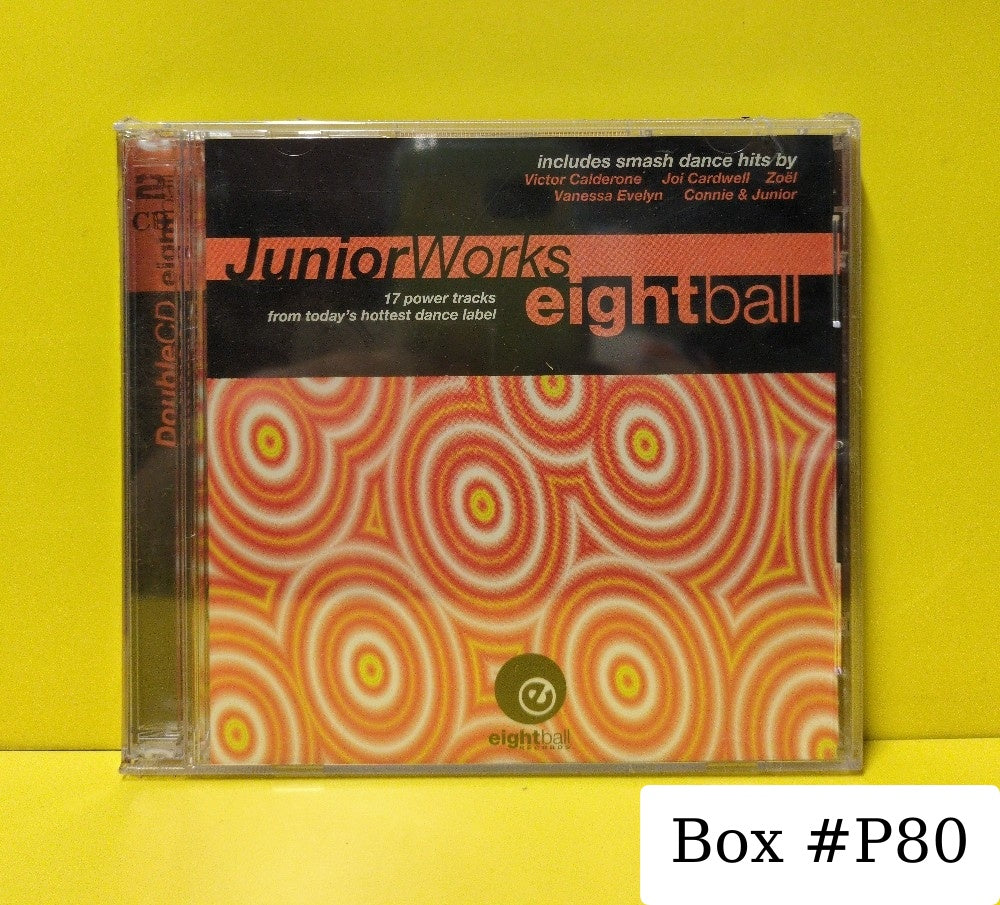 includes smash dance hits by
Victor Calderone Joi Cardwell Zoël
Vanessa Evelyn Connie & Junior
JuniorWorks
eightball
17 power tracks
from today's hottest dance label
DoubleCD
eightball
RECORDS
Box #P80